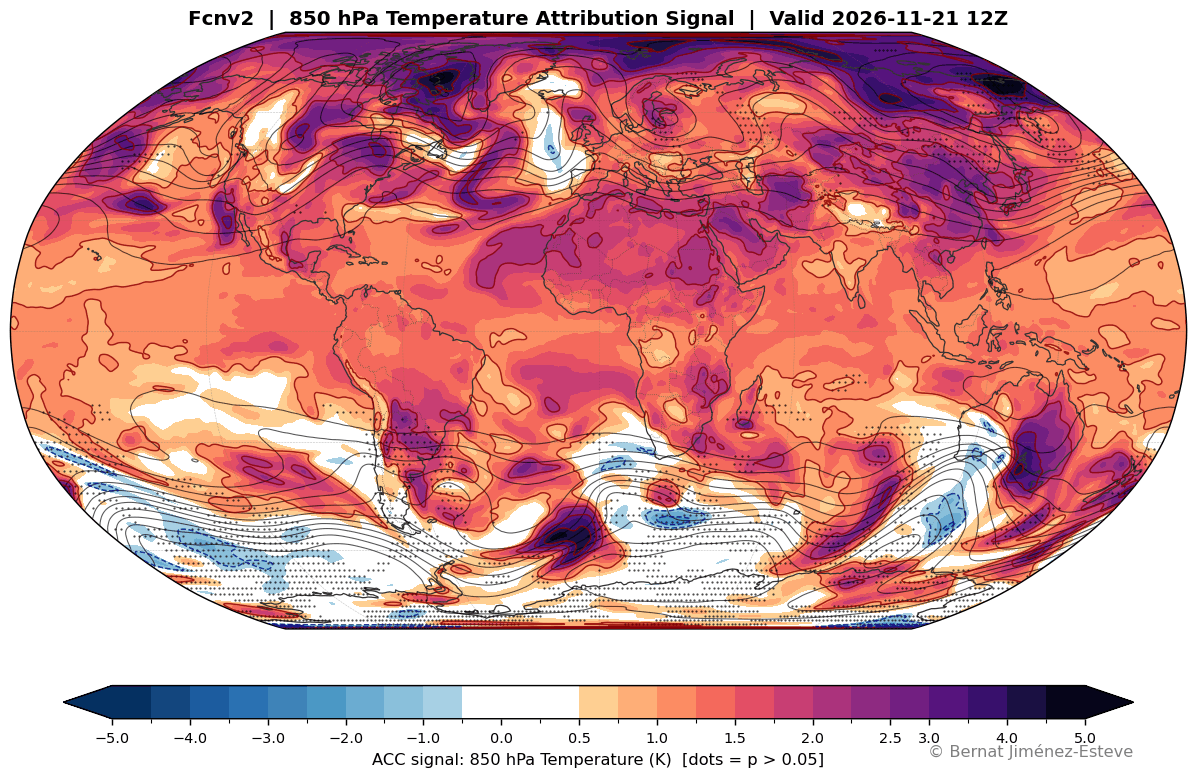 Fcnv2 | 850 hPa Temperature Attribution Signal | Valid 2026-11-21 12Z
−5.0 −4.0 −3.0 −2.0 −1.0 0.0 0.5 1.0 1.5 2.0 2.5 3.0 4.0 5.0
ACC signal: 850 hPa Temperature (K) [dots = p > 0.05]
© Bernat Jiménez-Esteve